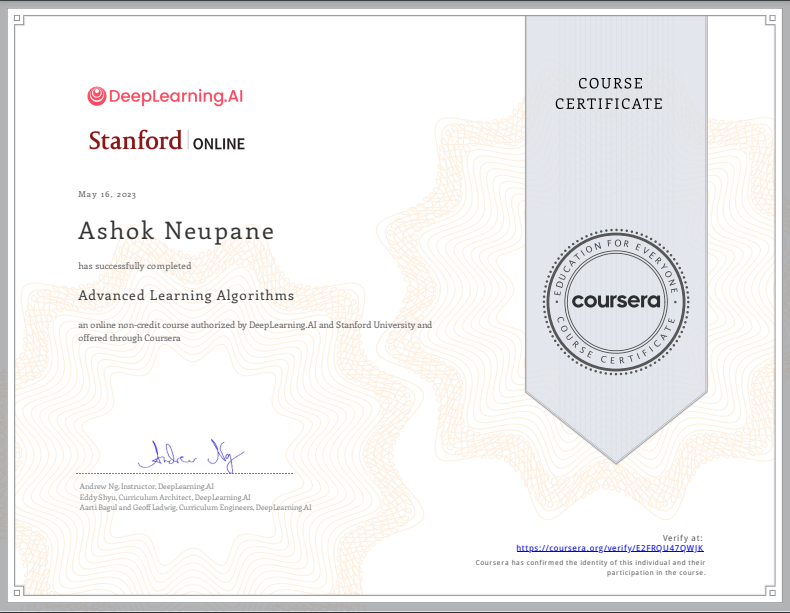 DeepLearning.AI
Stanford ONLINE
COURSE
CERTIFICATE
May 16, 2023
Ashok Neupane
has successfully completed
Advanced Learning Algorithms
an online non-credit course authorized by DeepLearning.AI and Stanford University and
offered through Coursera
EDUCATION FOR EVERYONE
coursera
COURSE CERTIFICATE
Andrew Ng
Andrew Ng, Instructor, DeepLearning.AI
Eddy Shyu, Curriculum Architect, DeepLearning.AI
Aarti Bagul and Geoff Ladwig, Curriculum Engineers, DeepLearning.AI
Verify at:
https://coursera.org/verify/E2FRQU47QWJK
Coursera has confirmed the identity of this individual and their
participation in the course.